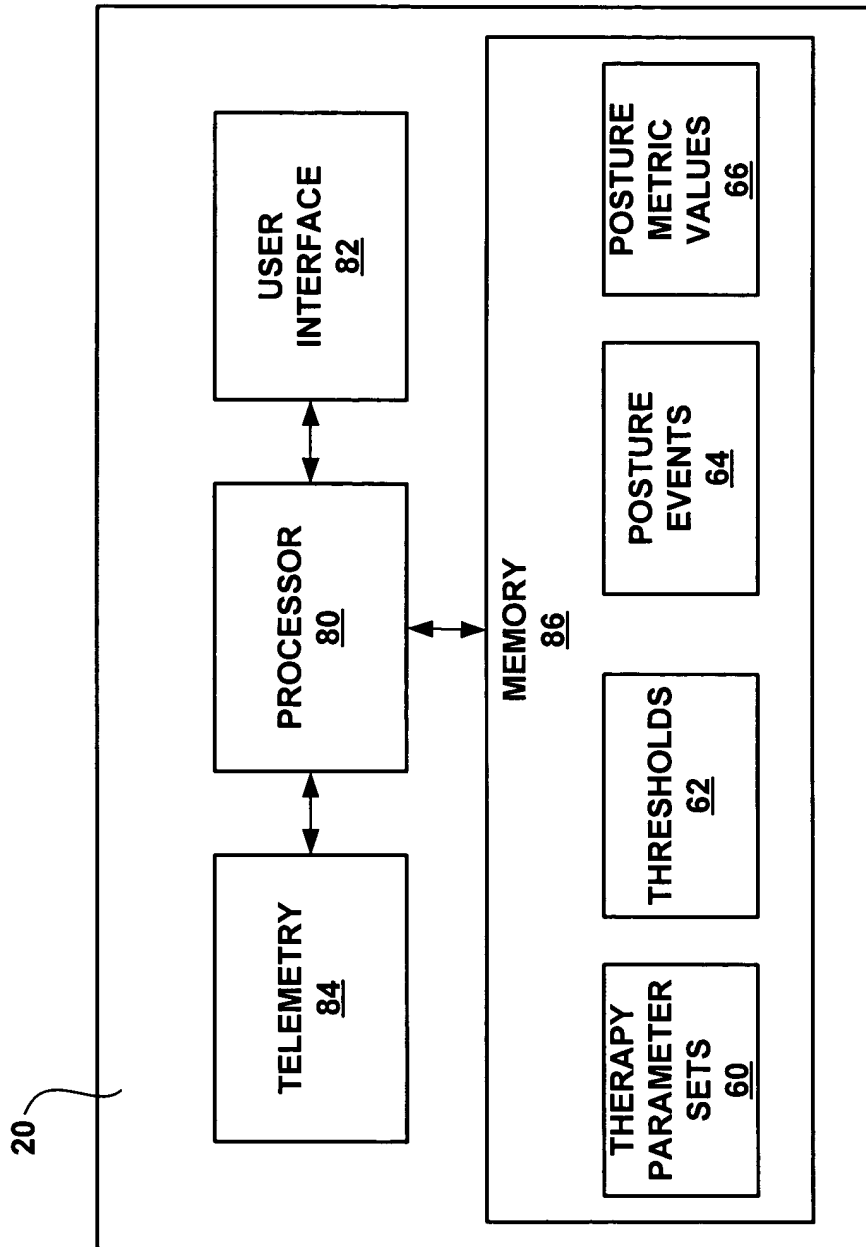 20
TELEMETRY
84
PROCESSOR
80
USER
INTERFACE
82
MEMORY
86
THERAPY
PARAMETER
SETS
60
THRESHOLDS
62
POSTURE
EVENTS
64
POSTURE
METRIC
VALUES
66